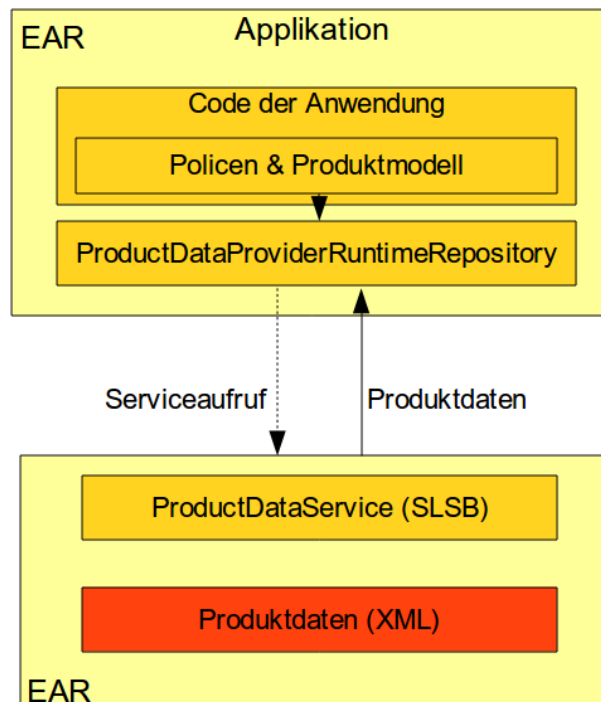 EAR
Applikation
Code der Anwendung
Policen & Produktmodell
ProductDataProviderRuntimeRepository
Serviceaufruf
Produktdaten
ProductDataService (SLSB)
Produktdaten (XML)
EAR